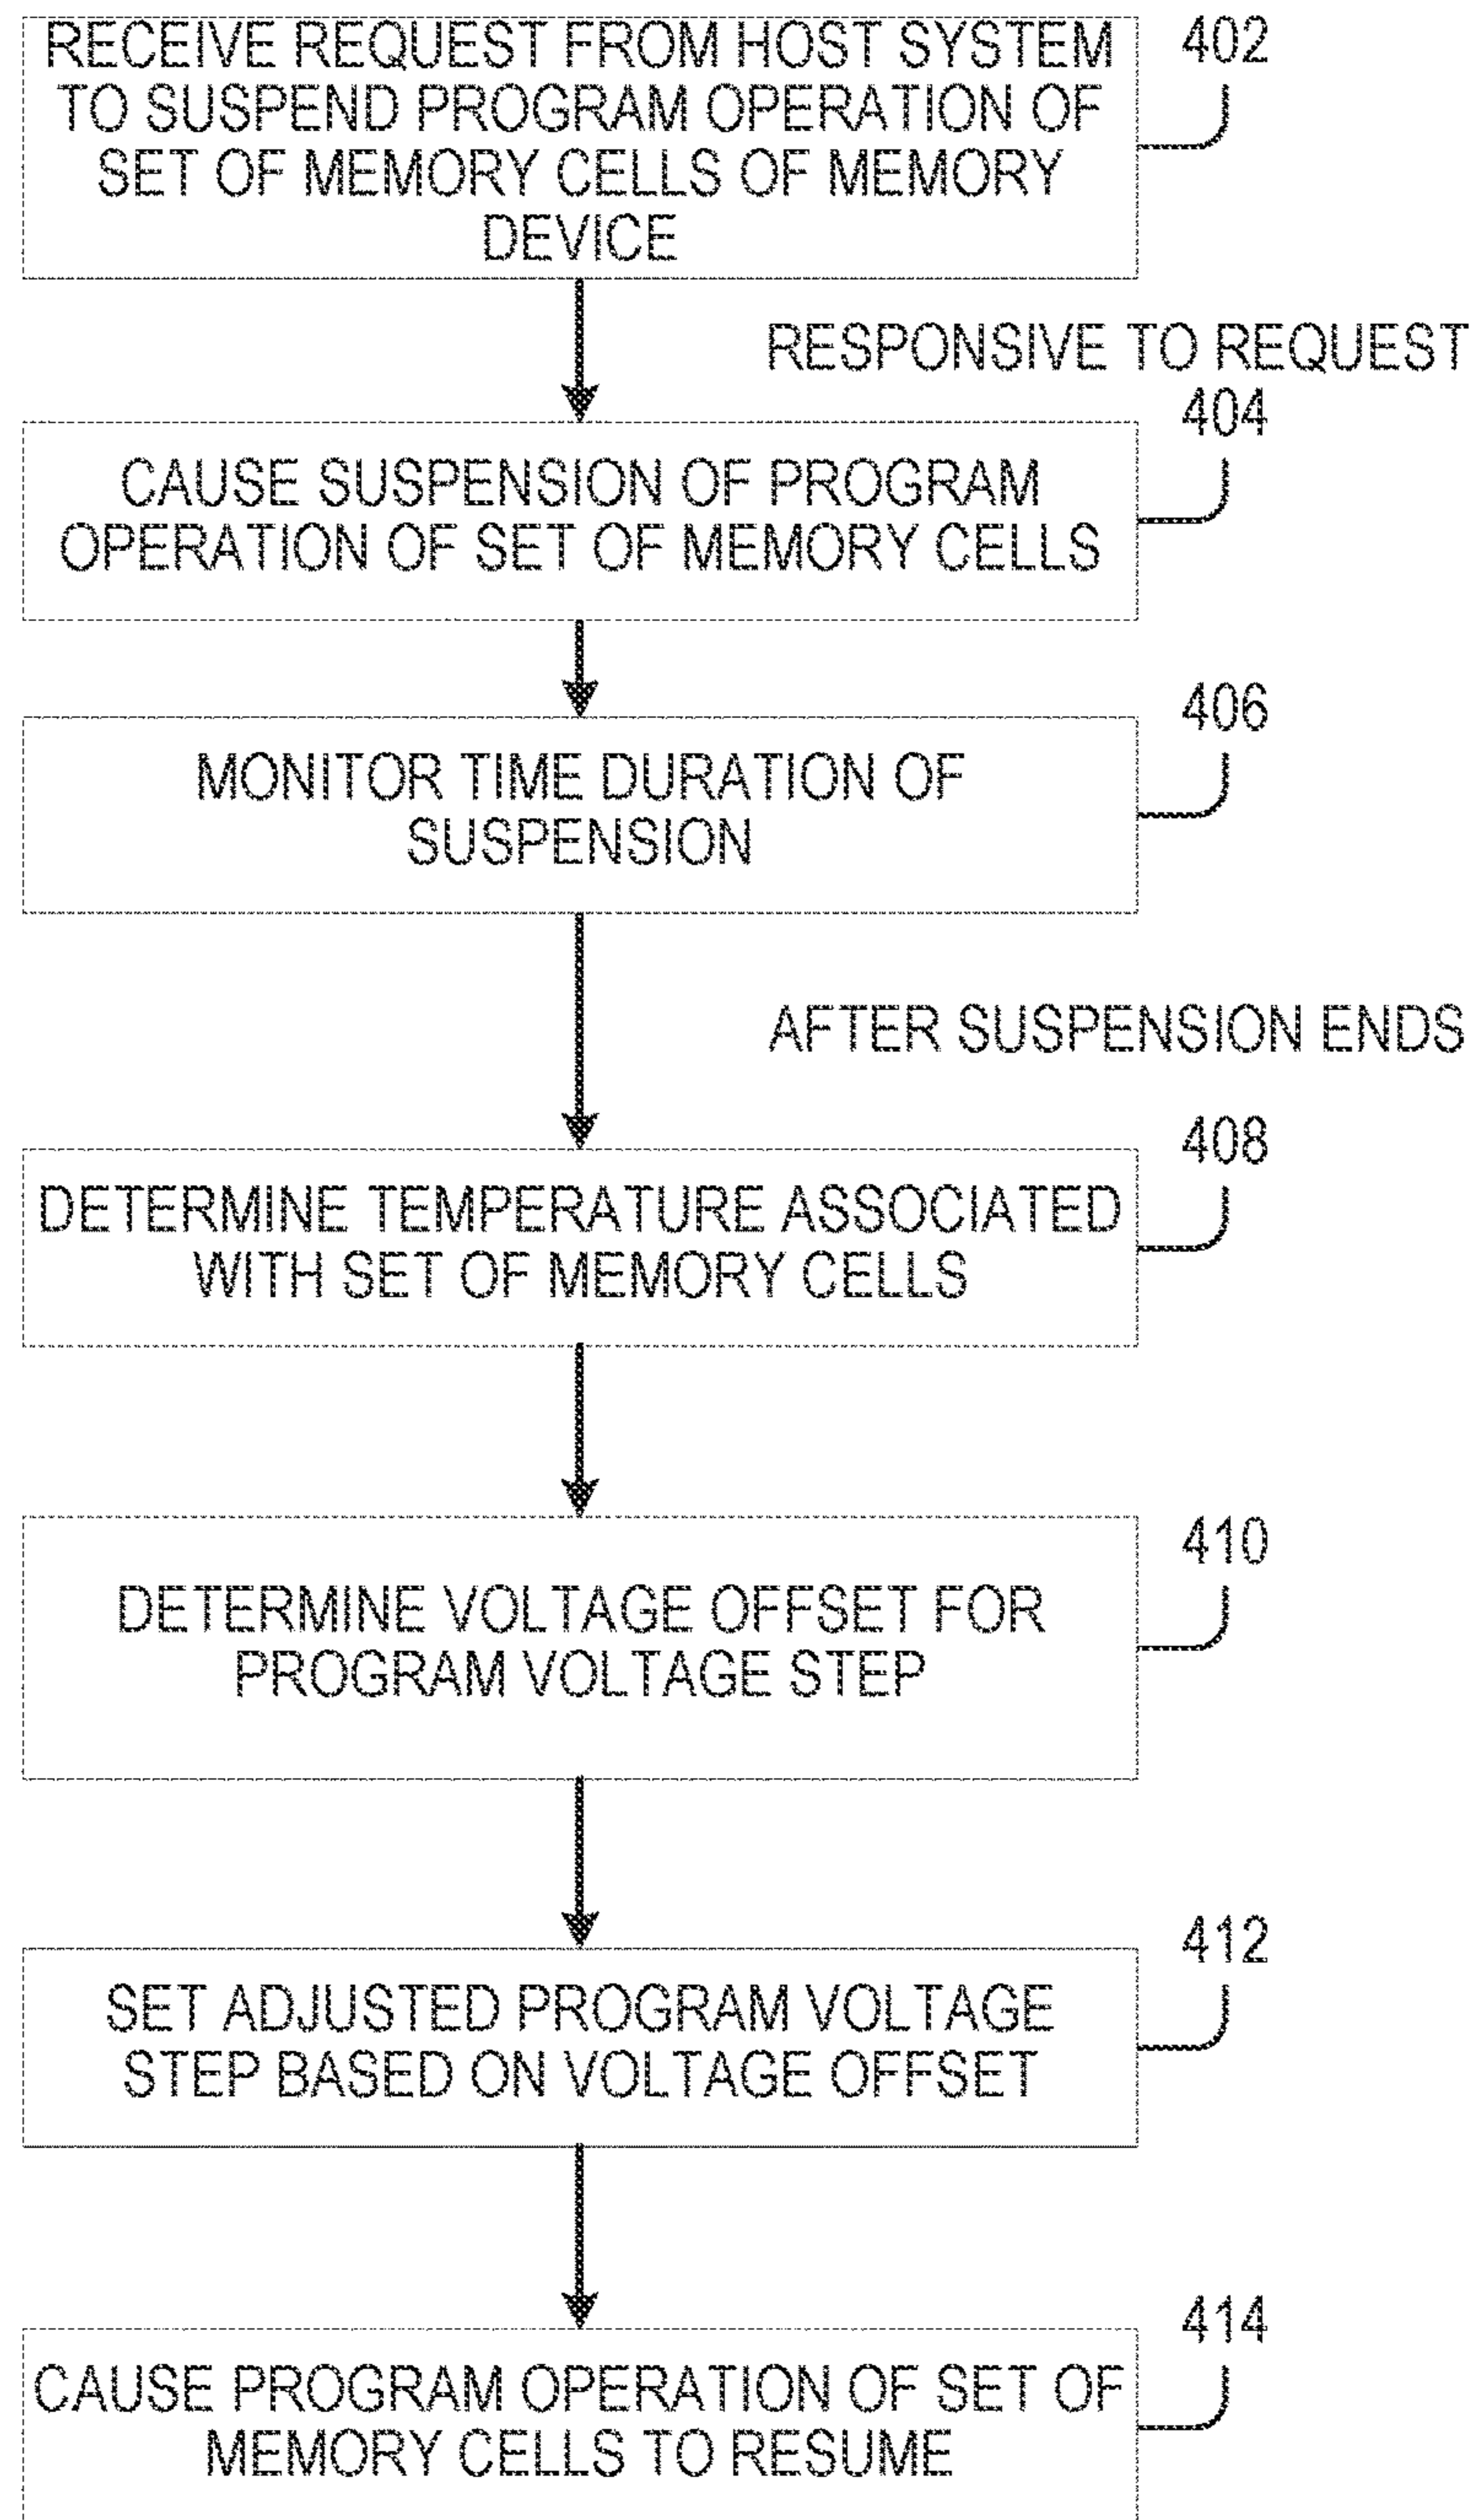 RECEIVE REQUEST FROM HOST SYSTEM
TO SUSPEND PROGRAM OPERATION OF
SET OF MEMORY CELLS OF MEMORY
DEVICE
402
RESPONSIVE TO REQUEST
404
CAUSE SUSPENSION OF PROGRAM
OPERATION OF SET OF MEMORY CELLS
406
MONITOR TIME DURATION OF
SUSPENSION
AFTER SUSPENSION ENDS
408
DETERMINE TEMPERATURE ASSOCIATED
WITH SET OF MEMORY CELLS
410
DETERMINE VOLTAGE OFFSET FOR
PROGRAM VOLTAGE STEP
412
SET ADJUSTED PROGRAM VOLTAGE
STEP BASED ON VOLTAGE OFFSET
414
CAUSE PROGRAM OPERATION OF SET OF
MEMORY CELLS TO RESUME